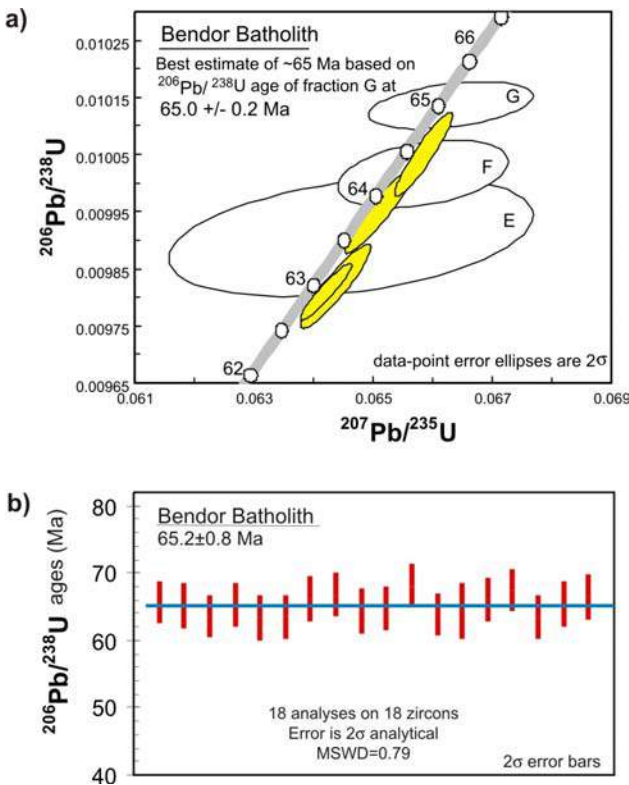 a)
Bendor Batholith
Best estimate of ~65 Ma based on
206Pb/ 238U age of fraction G at
65.0 +/- 0.2 Ma
206Pb/238U
0.01025
0.01015
0.01005
0.00995
0.00985
0.00975
0.00965
66
65
G
64
F
E
63
62
data-point error ellipses are 2σ
0.061
0.063
0.065
0.067
0.069
207Pb/235U
b)
206Pb/238U ages (Ma)
80
70
60
50
40
Bendor Batholith
65.2±0.8 Ma
18 analyses on 18 zircons
Error is 2σ analytical
MSWD=0.79
2σ error bars